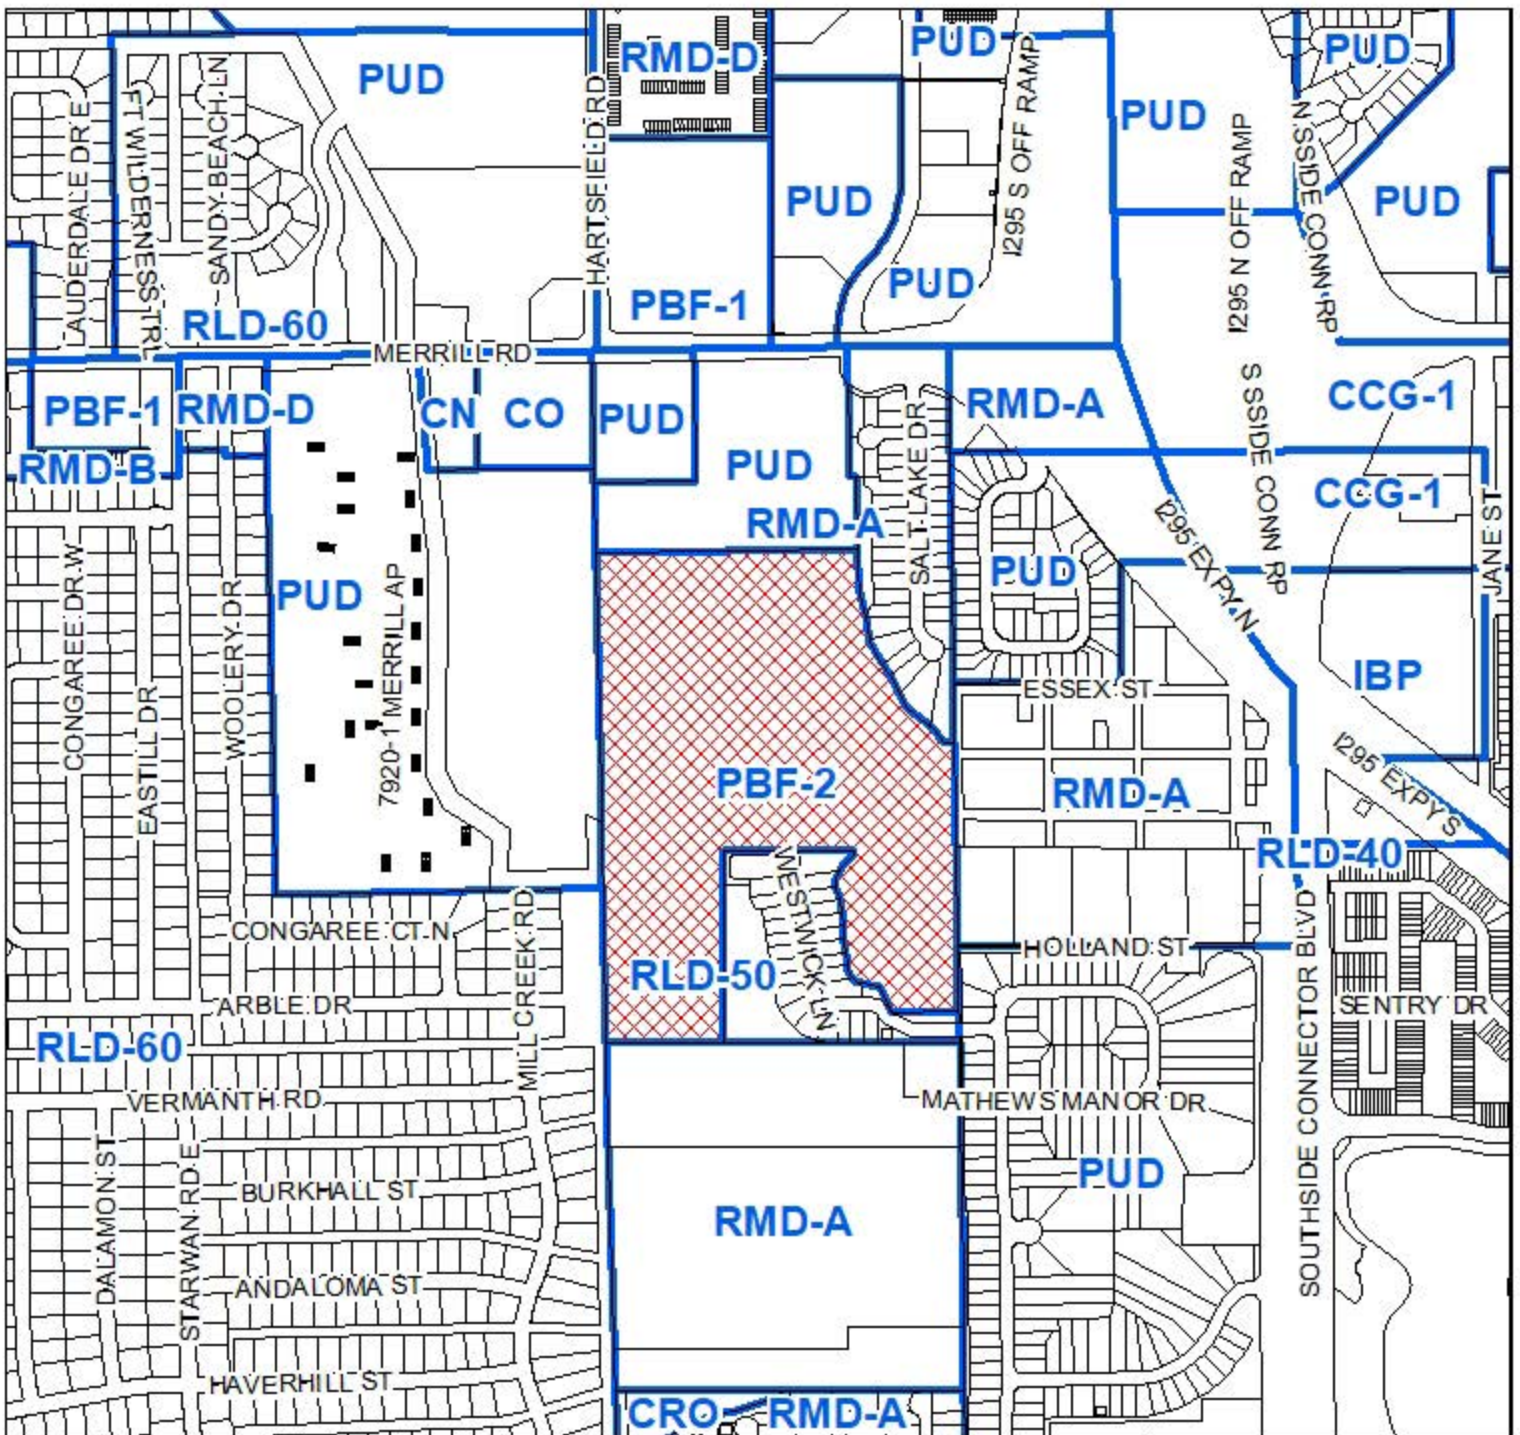 PUD
RMD-D
PUD
PUD
PUD
PUD
PUD
PUD
PUD
LAUDERDALE DR E
FT WILDERNESS TRL
SANDY BEACH LN
HARTSFIELD RD
I295 S OFF RAMP
I295 N OFF RAMP
N SSIDE CONN RP
RLD-60
PBF-1
MERRILL RD
PBF-1
RMD-D
CN
CO
PUD
PUD
RMD-A
CCG-1
RMD-B
RMD-A
CCG-1
SALT LAKE DR
S SSIDE CONN RP
I295 EXPY N
JANE ST
PUD
PUD
CONGAREE DR W
EASTILL DR
WOOLERY DR
7920-1 MERRILL AP
ESSEX ST
IBP
I295 EXPY S
PBF-2
RMD-A
RLD-40
WESTWICK LN
CONGAREE CT N
HOLLAND ST
RLD-50
ARBLE DR
MILL CREEK RD
SENTRY DR
RLD-60
VERMANTH RD
MATHEWS MANOR DR
SOUTHSIDE CONNECTOR BLVD
DALAMON ST
STARWAN RD E
BURKHALL ST
PUD
RMD-A
ANDALOMA ST
HAVERHILL ST
CRO
RMD-A